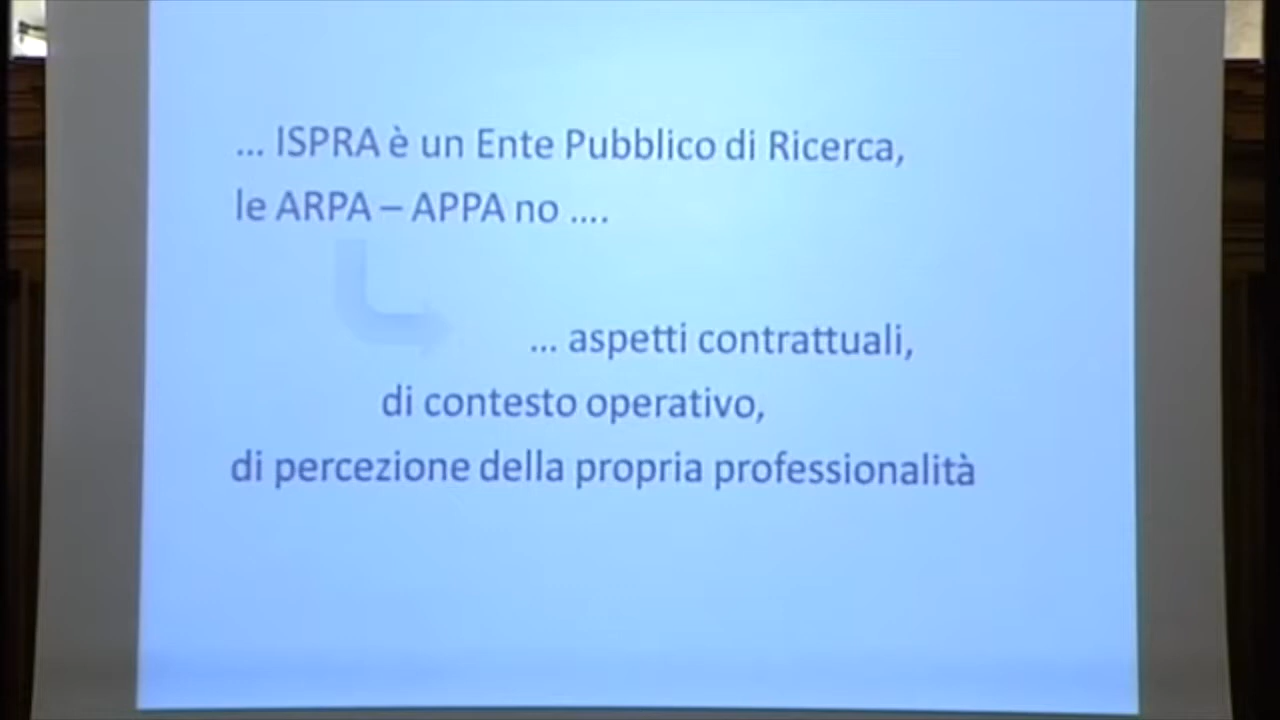 ... ISPRA è un Ente Pubblico di Ricerca,
le ARPA – APPA no ....
... aspetti contrattuali,
di contesto operativo,
di percezione della propria professionalità